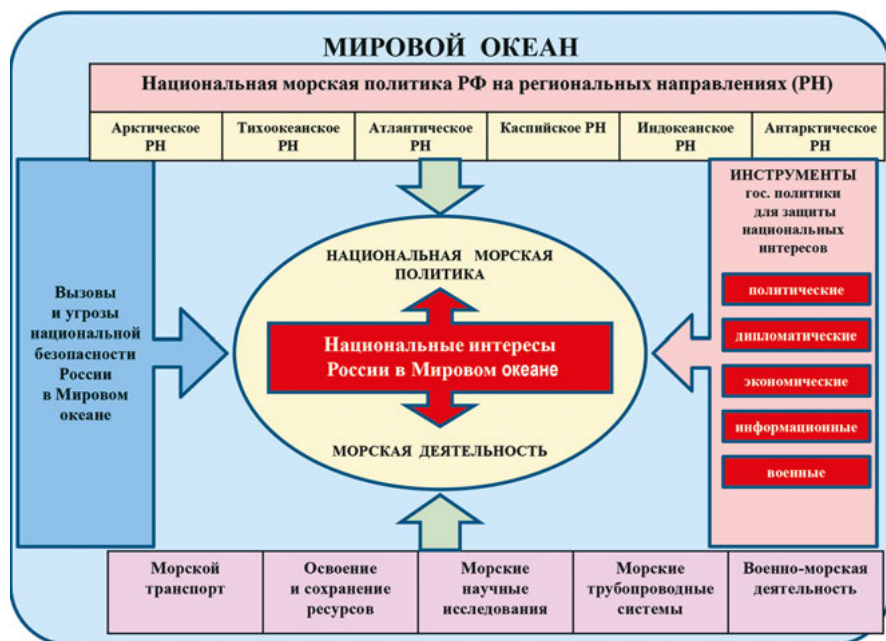 МИРОВОЙ ОКЕАН
Национальная морская политика РФ на региональных направлениях (РН)
Арктическое
РН
Тихоокеанское
РН
Атлантическое
РН
Каспийское РН
Индокеанское
РН
Антарктическое
РН
Вызовы
и угрозы
национальной
безопасности
России
в Мировом
океане
НАЦИОНАЛЬНАЯ МОРСКАЯ
ПОЛИТИКА
Национальные интересы
России в Мировом океане
МОРСКАЯ ДЕЯТЕЛЬНОСТЬ
ИНСТРУМЕНТЫ
гос. политики
для защиты
национальных
интересов
политические
дипломатические
экономические
информационные
военные
Морской
транспорт
Освоение
и сохранение
ресурсов
Морские
научные
исследования
Морские
трубопроводные
системы
Военно-морская
деятельность